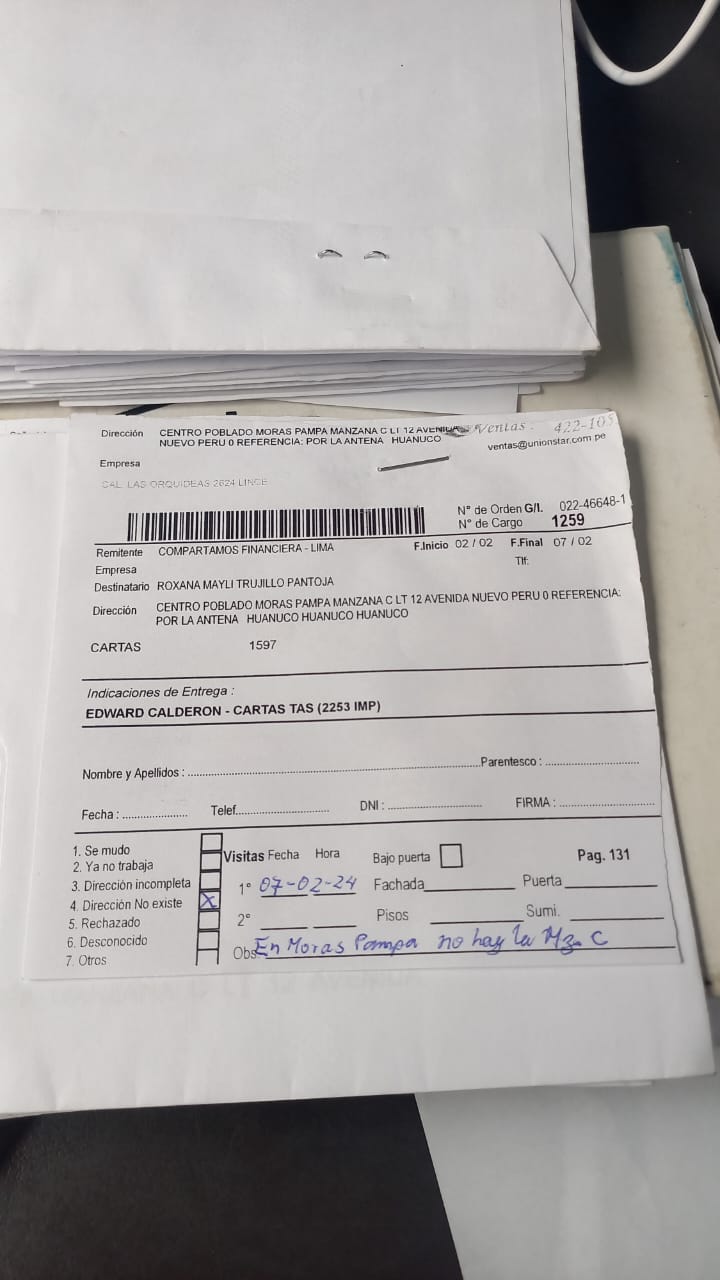 Dirección CENTRO POBLADO MORAS PAMPA MANZANA C LT 12 AVENIDA
NUEVO PERU 0 REFERENCIA: POR LA ANTENA HUANUCO
Ventas: 422-105
ventas@unionstar.com.pe
Empresa
CAL. LAS ORQUIDEAS 2624 LINCE
N° de Orden G/I. 022-46648-1
N° de Cargo 1259
Remitente COMPARTAMOS FINANCIERA - LIMA F.Inicio 02 / 02 F.Final 07 / 02
Empresa Tlf:
Destinatario ROXANA MAYLI TRUJILLO PANTOJA
Dirección CENTRO POBLADO MORAS PAMPA MANZANA C LT 12 AVENIDA NUEVO PERU 0 REFERENCIA:
POR LA ANTENA HUANUCO HUANUCO HUANUCO
CARTAS 1597
Indicaciones de Entrega :
EDWARD CALDERON - CARTAS TAS (2253 IMP)
Nombre y Apellidos : Parentesco :
Fecha : Telef. DNI : FIRMA :
1. Se mudo
2. Ya no trabaja
3. Dirección incompleta
4. Dirección No existe X
5. Rechazado
6. Desconocido
7. Otros
Visitas Fecha Hora Bajo puerta Pag. 131
1° 07-02-24 Fachada Puerta
2° Pisos Sumi.
Obs En Moras Pampa no hay la Mz. C